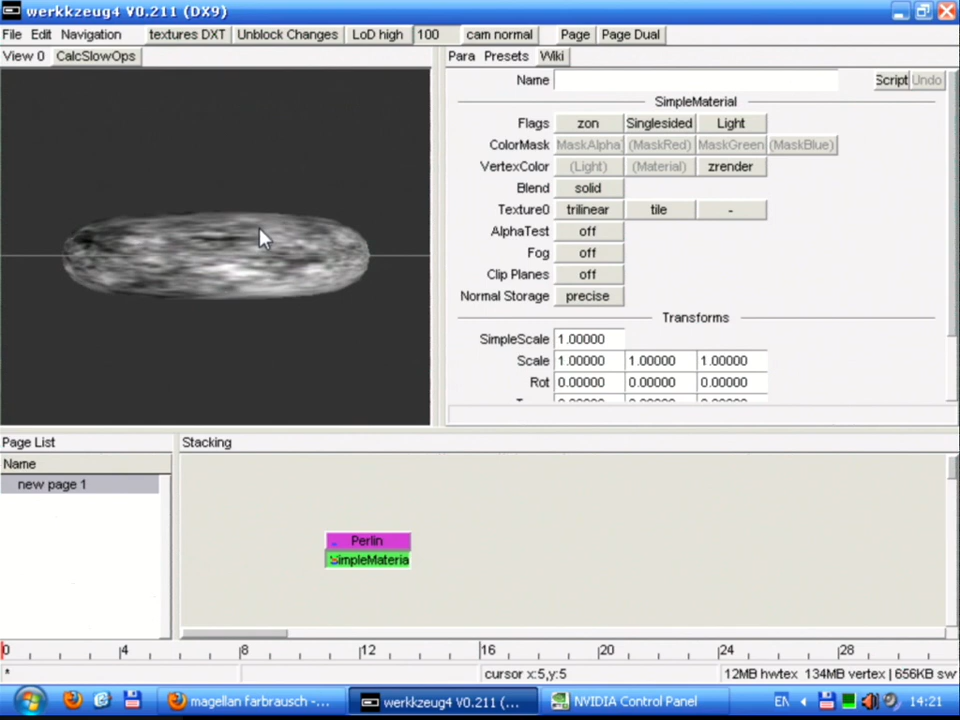 werkkzeug4 V0.211 (DX9)
File Edit Navigation textures DXT Unblock Changes LoD high 100 cam normal Page Page Dual
View 0 CalcSlowOps Para Presets Wiki
Name Script Undo
SimpleMaterial
Flags zon Singlesided Light
ColorMask MaskAlpha (MaskRed) MaskGreen (MaskBlue)
VertexColor (Light) (Material) zrender
Blend solid
Texture0 trilinear tile -
AlphaTest off
Fog off
Clip Planes off
Normal Storage precise
Transforms
SimpleScale 1.00000
Scale 1.00000 1.00000 1.00000
Rot 0.00000 0.00000 0.00000
Page List Stacking
Name
new page 1
Perlin
SimpleMateria
0 4 8 12 16 20 24 28
* cursor x:5,y:5 12MB hwtex 134MB vertex | 656KB sw
magellan farbrausch -... werkkzeug4 V0.211 (... NVIDIA Control Panel EN 14:21